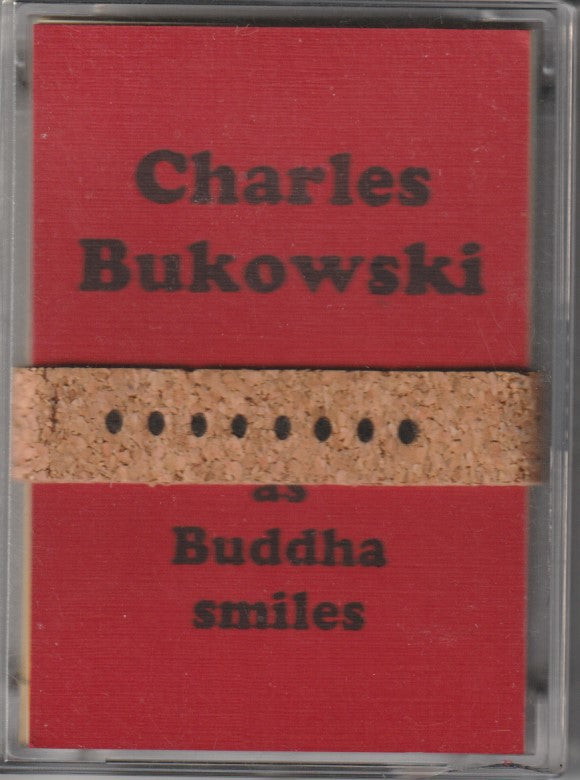 Charles
Bukowski
as
Buddha
smiles